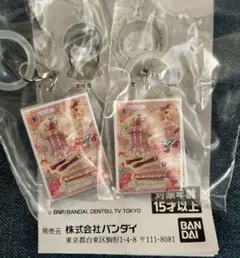 © BNP/BANDAI, DENTSU, TV TOKYO
対象年齢
15才以上
発売元 株式会社バンダイ
東京都台東区駒形1-4-8 〒111-8081
BAN
DAI